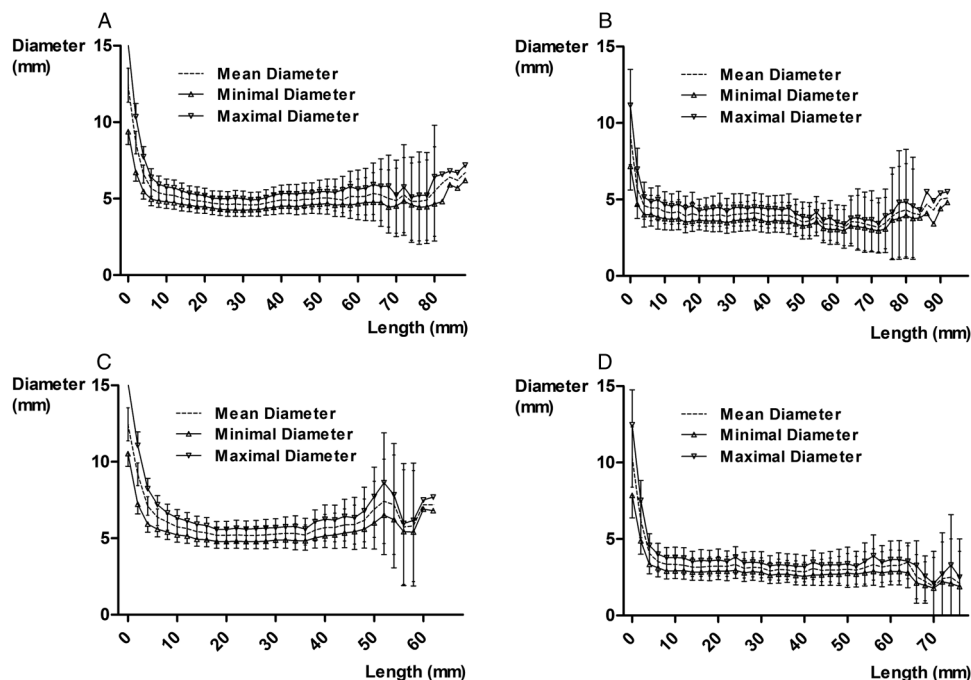 A
Diameter
(mm)
15
10
5
0
Mean Diameter
Minimal Diameter
Maximal Diameter
0 10 20 30 40 50 60 70 80
Length (mm)
B
Diameter
(mm)
15
10
5
0
Mean Diameter
Minimal Diameter
Maximal Diameter
0 10 20 30 40 50 60 70 80 90
Length (mm)
C
Diameter
(mm)
15
10
5
0
Mean Diameter
Minimal Diameter
Maximal Diameter
0 10 20 30 40 50 60
Length (mm)
D
Diameter
(mm)
15
10
5
0
Mean Diameter
Minimal Diameter
Maximal Diameter
0 10 20 30 40 50 60 70
Length (mm)